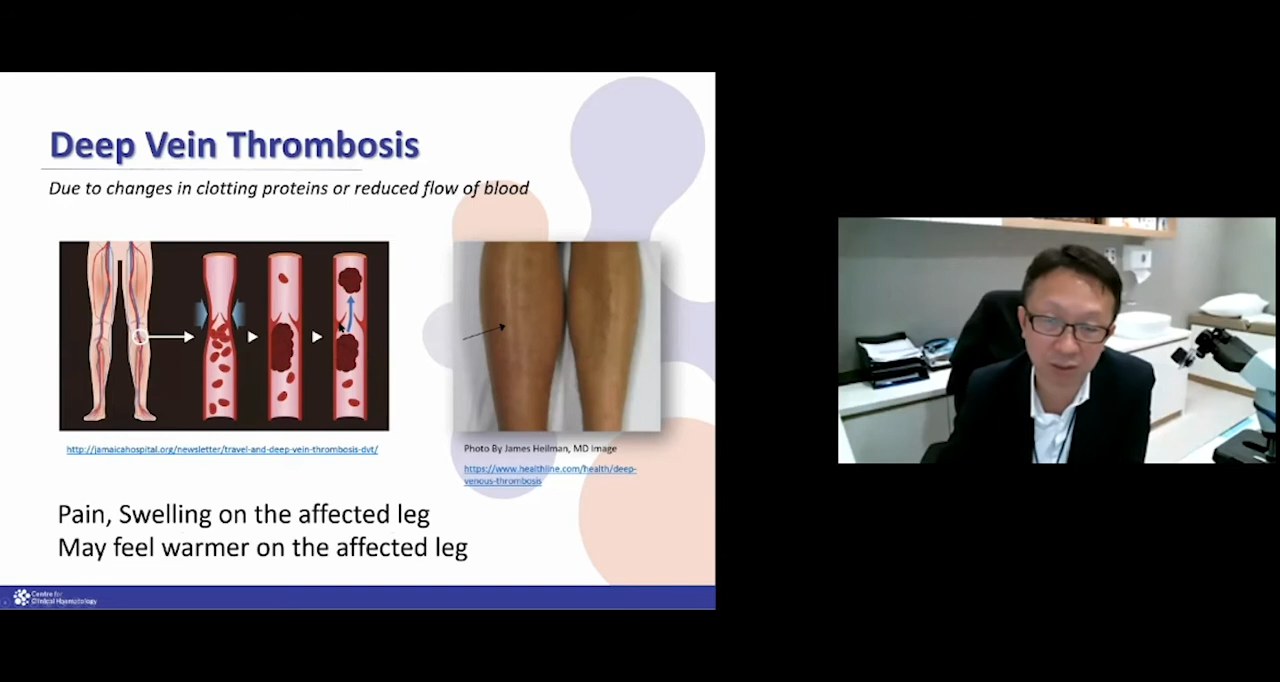 Deep Vein Thrombosis
Due to changes in clotting proteins or reduced flow of blood
http://jamaicahospital.org/newsletter/travel-and-deep-vein-thrombosis-dvt/
Photo By James Heilman, MD image
https://www.healthline.com/health/deep-
venous-thrombosis
Pain, Swelling on the affected leg
May feel warmer on the affected leg
Centre for
Clinical Haematology